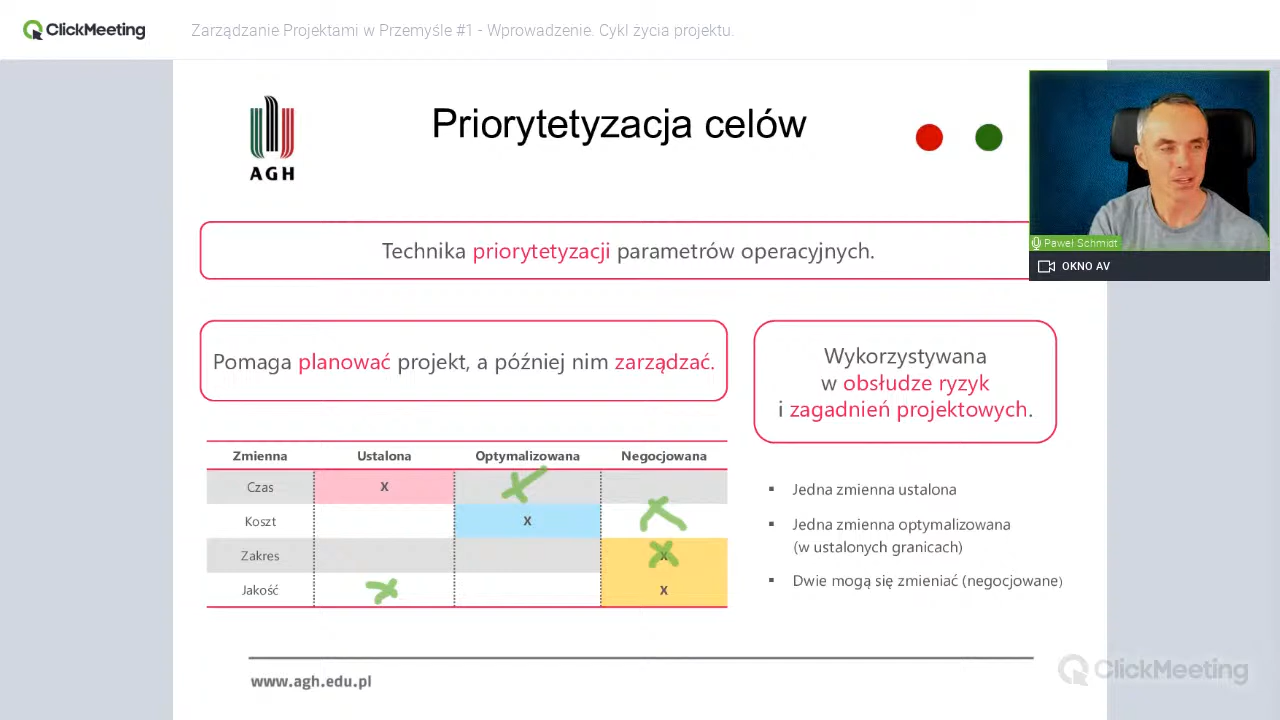 ClickMeeting
Zarządzanie Projektami w Przemyśle #1 - Wprowadzenie. Cykl życia projektu.
AGH
Priorytetyzacja celów
Paweł Schmidt
OKNO AV
Technika priorytetyzacji parametrów operacyjnych.
Pomaga planować projekt, a później nim zarządzać.
Wykorzystywana
w obsłudze ryzyk
i zagadnień projektowych.
Zmienna Ustalona Optymalizowana Negocjowana
Czas X
Koszt X
Zakres X
Jakość X
▪ Jedna zmienna ustalona
▪ Jedna zmienna optymalizowana
(w ustalonych granicach)
▪ Dwie mogą się zmieniać (negocjowane)
www.agh.edu.pl
ClickMeeting